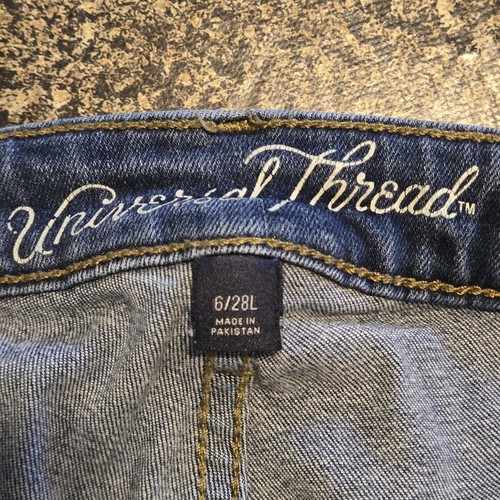 Universal Thread™
6/28L
MADE IN
PAKISTAN